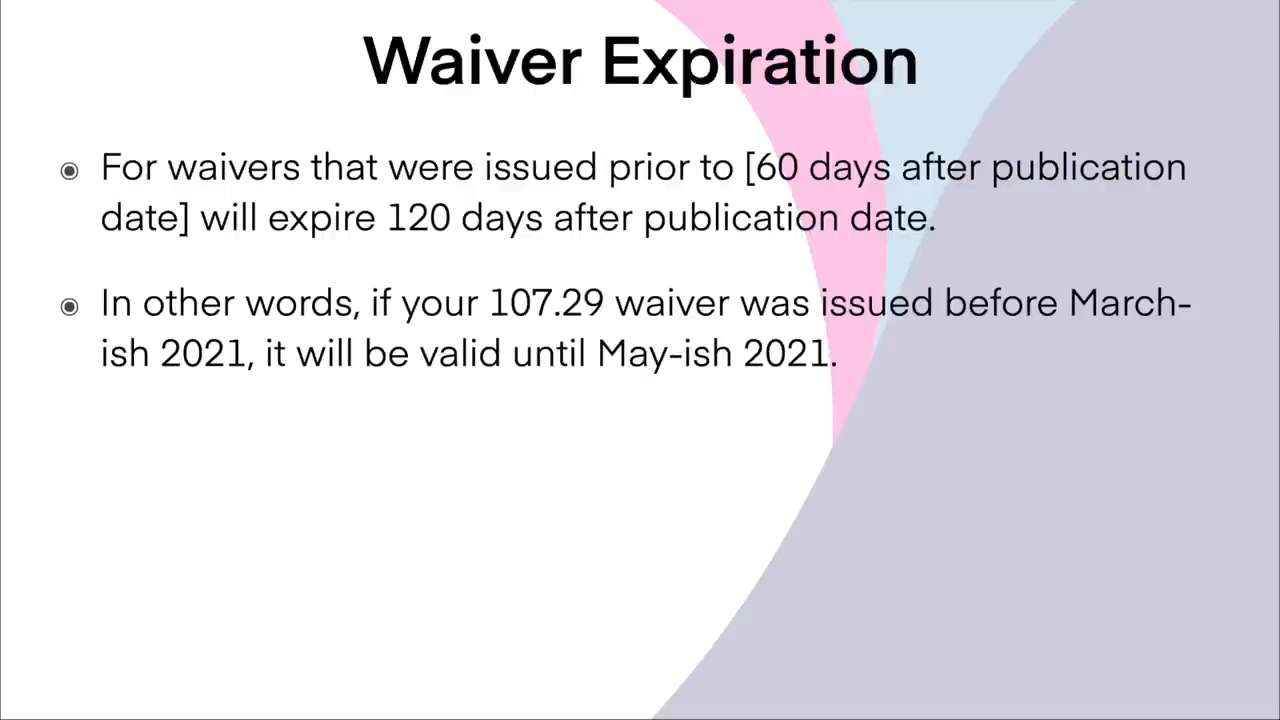 Waiver Expiration
For waivers that were issued prior to [60 days after publication
date] will expire 120 days after publication date.
In other words, if your 107.29 waiver was issued before March-
ish 2021, it will be valid until May-ish 2021.